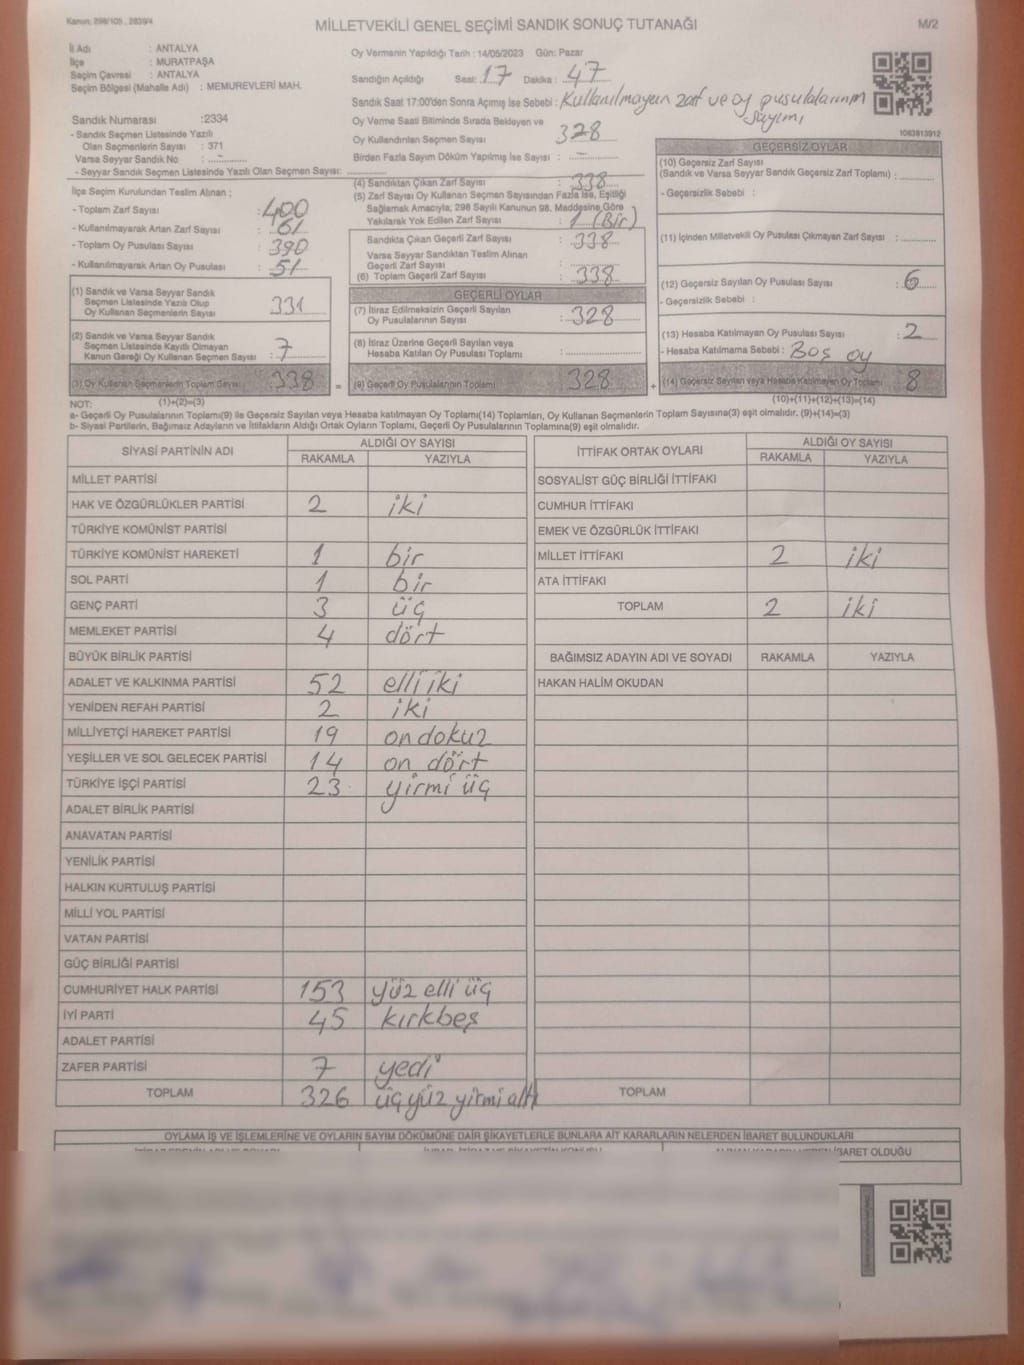 Kanun: 298/105 , 2839/4
MİLLETVEKİLİ GENEL SEÇİMİ SANDIK SONUÇ TUTANAĞI
M/2
İl Adı : ANTALYA
İlçe : MURATPAŞA
Seçim Çevresi : ANTALYA
Seçim Bölgesi (Mahalle Adı) : MEMUREVLERİ MAH.
Sandık Numarası :2334
- Sandık Seçmen Listesinde Yazılı
Olan Seçmenlerin Sayısı : 371
Varsa Seyyar Sandık No : -
- Seyyar Sandık Seçmen Listesinde Yazılı Olan Seçmen Sayısı:
Oy Vermenin Yapıldığı Tarih : 14/05/2023 Gün: Pazar
Sandığın Açıldığı Saat: 17 Dakika : 47
Sandık Saat 17:00'den Sonra Açımış İse Sebebi : Kullanılmayan zarf ve oy pusulalarının sayımı
Oy Verme Saati Bitiminde Sırada Bekleyen ve
Oy Kullandırılan Seçmen Sayısı : 328
Birden Fazla Sayım Döküm Yapılmış İse Sayısı : -
1063813912
İlçe Seçim Kurulundan Teslim Alınan ;
- Toplam Zarf Sayısı : 400
- Kullanılmayarak Artan Zarf Sayısı : 61
- Toplam Oy Pusulası Sayısı : 390
- Kullanılmayarak Artan Oy Pusulası : 51
(1) Sandık ve Varsa Seyyar Sandık
Seçmen Listesinde Yazılı Olup
Oy Kullanan Seçmenlerin Sayısı : 331
(2) Sandık ve Varsa Seyyar Sandık
Seçmen Listesinde Kayıtlı Olmayan
Kanun Gereği Oy Kullanan Seçmen Sayısı : 7
(3) Oy Kullanan Seçmenlerin Toplam Sayısı : 338
(4) Sandıktan Çıkan Zarf Sayısı : 338
(5) Zarf Sayısı Oy Kullanan Seçmen Sayısından Fazla İse, Eşitliği
Sağlamak Amacıyla, 298 Sayılı Kanunun 98. Maddesine Göre
Yakılarak Yok Edilen Zarf Sayısı : 1 (Bir)
Sandıkta Çıkan Geçerli Zarf Sayısı : 338
Varsa Seyyar Sandıktan Teslim Alınan
Geçerli Zarf Sayısı :
(6) Toplam Geçerli Zarf Sayısı : 338
GEÇERLİ OYLAR
(7) İtiraz Edilmeksizin Geçerli Sayılan
Oy Pusulalarının Sayısı : 328
(8) İtiraz Üzerine Geçerli Sayılan veya
Hesaba Katılan Oy Pusulası Toplamı :
= (9) Geçerli Oy Pusulalarının Toplamı 328
GEÇERSİZ OYLAR
(10) Geçersiz Zarf Sayısı
(Sandık ve Varsa Seyyar Sandık Geçersiz Zarf Toplamı) :
- Geçersizlik Sebebi :
(11) İçinden Milletvekili Oy Pusulası Çıkmayan Zarf Sayısı :
(12) Geçersiz Sayılan Oy Pusulası : 6
- Geçersizlik Sebebi :
(13) Hesaba Katılmayan Oy Pusulası Sayısı : 2
- Hesaba Katılmama Sebebi : Boş oy
+ (14) Geçersiz Sayılan veya Hesaba Katılmayan Oy Toplamı 8
NOT: (1)+(2)=(3) (10)+(11)+(12)+(13)=(14)
a- Geçerli Oy Pusulalarının Toplamı(9) ile Geçersiz Sayılan veya Hesaba katılmayan Oy Toplamı(14) Toplamları, Oy Kullanan Seçmenlerin Toplam Sayısına(3) eşit olmalıdır. (9)+(14)=(3)
b- Siyasi Partilerin, Bağımsız Adayların ve İttifakların Aldığı Ortak Oyların Toplamı, Geçerli Oy Pusulalarının Toplamına(9) eşit olmalıdır.
SİYASİ PARTİNİN ADI ALDIĞI OY SAYISI
RAKAMLA YAZIYLA
MİLLET PARTİSİ
HAK VE ÖZGÜRLÜKLER PARTİSİ 2 iki
TÜRKİYE KOMÜNİST PARTİSİ
TÜRKİYE KOMÜNİST HAREKETİ 1 bir
SOL PARTİ 1 bir
GENÇ PARTİ 3 üç
MEMLEKET PARTİSİ 4 dört
BÜYÜK BİRLİK PARTİSİ
ADALET VE KALKINMA PARTİSİ 52 elli iki
YENİDEN REFAH PARTİSİ 2 iki
MİLLİYETÇİ HAREKET PARTİSİ 19 on dokuz
YEŞİLLER VE SOL GELECEK PARTİSİ 14 on dört
TÜRKİYE İŞÇİ PARTİSİ 23 yirmi üç
ADALET BİRLİK PARTİSİ
ANAVATAN PARTİSİ
YENİLİK PARTİSİ
HALKIN KURTULUŞ PARTİSİ
MİLLİ YOL PARTİSİ
VATAN PARTİSİ
GÜÇ BİRLİĞİ PARTİSİ
CUMHURİYET HALK PARTİSİ 153 yüz elli üç
İYİ PARTİ 45 kırkbeş
ADALET PARTİSİ
ZAFER PARTİSİ 7 yedi
TOPLAM 326 üçyüz yirmi altı
İTTİFAK ORTAK OYLARI ALDIĞI OY SAYISI
RAKAMLA YAZIYLA
SOSYALİST GÜÇ BİRLİĞİ İTTİFAKI
CUMHUR İTTİFAKI
EMEK VE ÖZGÜRLÜK İTTİFAKI
MİLLET İTTİFAKI 2 iki
ATA İTTİFAKI
TOPLAM 2 iki
BAĞIMSIZ ADAYIN ADI VE SOYADI RAKAMLA YAZIYLA
HAKAN HALİM OKUDAN
TOPLAM
OYLAMA İŞ VE İŞLEMLERİNE VE OYLARIN SAYIM DÖKÜMÜNE DAİR ŞİKAYETLERLE BUNLARA AİT KARARLARIN NELERDEN İBARET BULUNDUKLARI
İBARET OLDUĞU